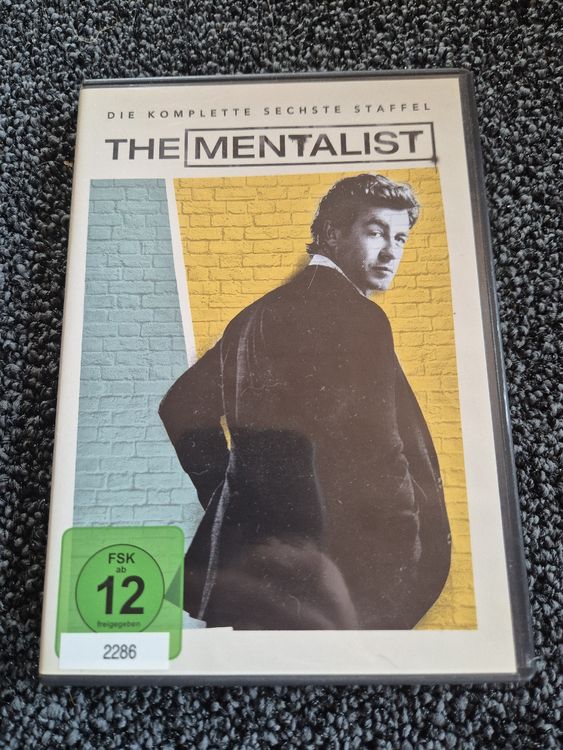 DIE KOMPLETTE SECHSTE STAFFEL
THE MENTALIST
FSK
ab
12
freigegeben
2286